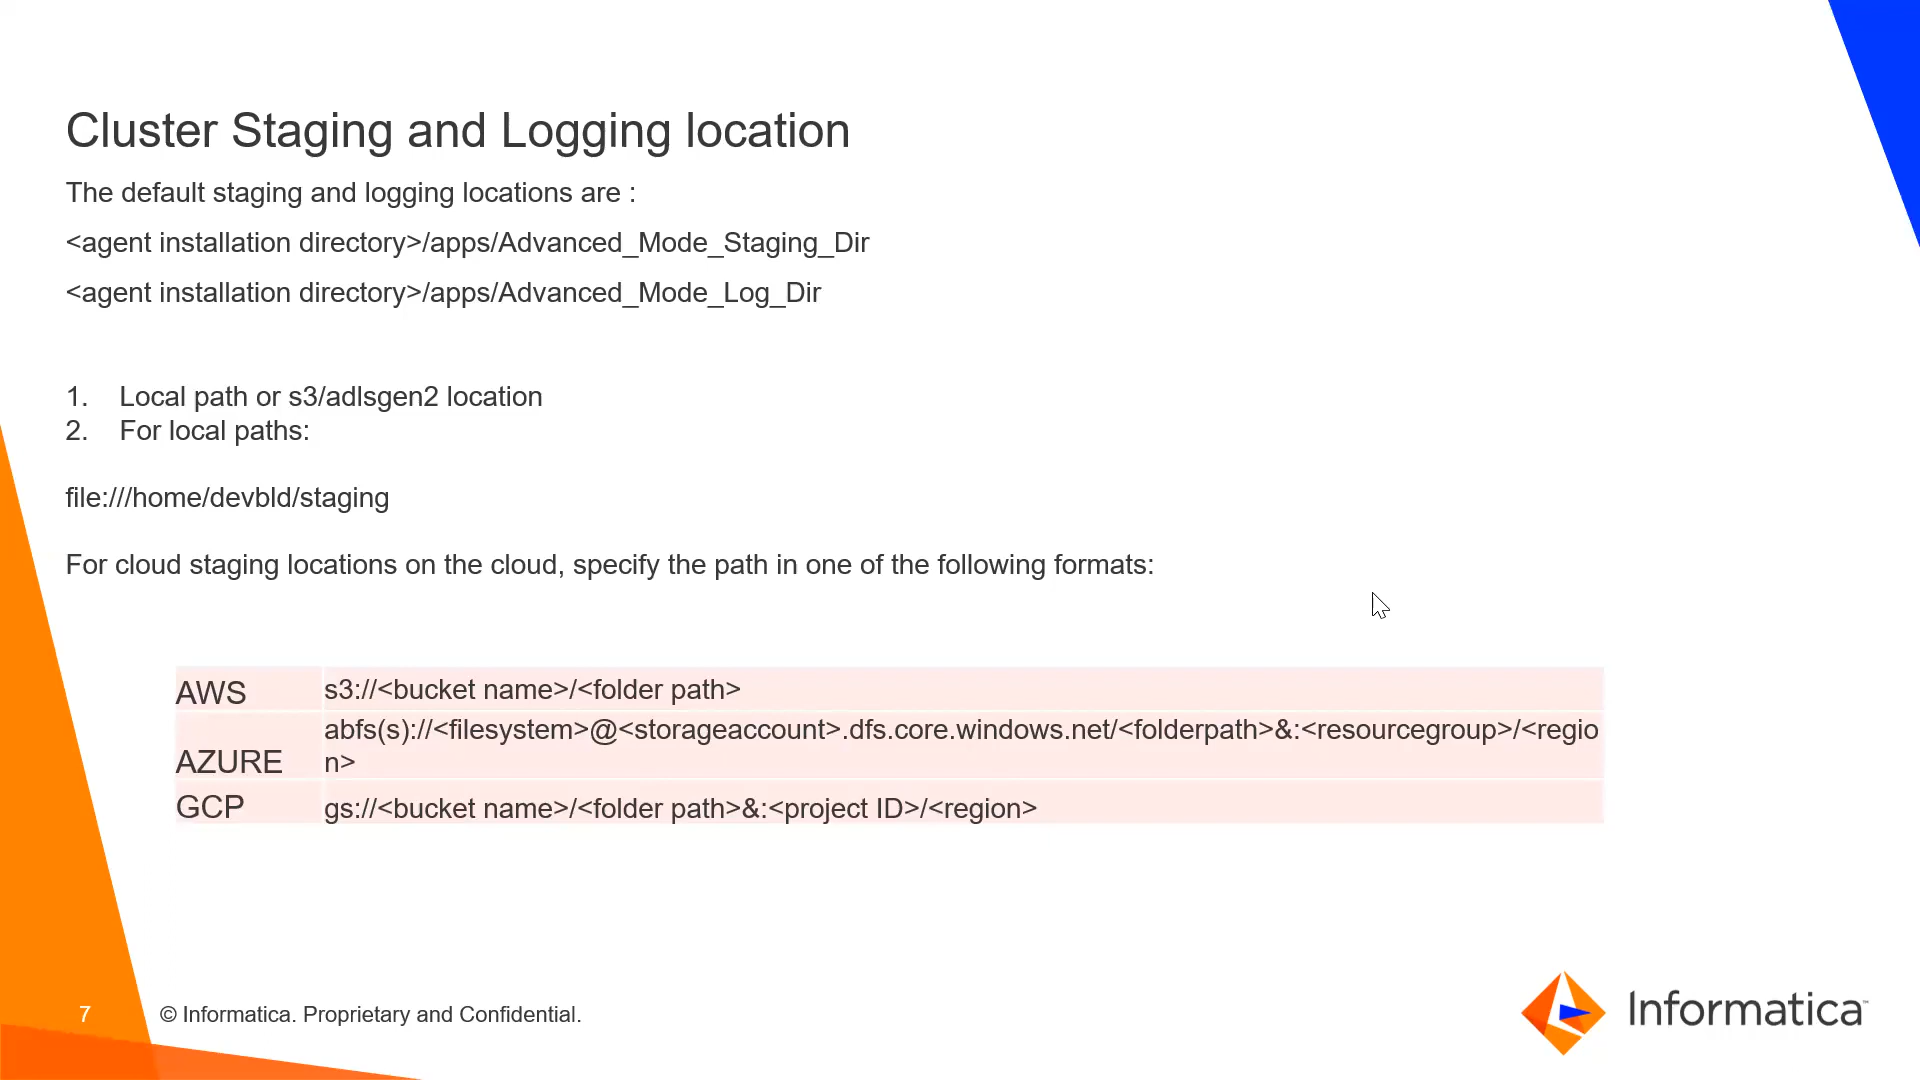 Cluster Staging and Logging location
The default staging and logging locations are :
<agent installation directory>/apps/Advanced_Mode_Staging_Dir
<agent installation directory>/apps/Advanced_Mode_Log_Dir
1. Local path or s3/adlsgen2 location
2. For local paths:
file:///home/devbld/staging
For cloud staging locations on the cloud, specify the path in one of the following formats:
AWS s3://<bucket name>/<folder path>
AZURE abfs(s)://<filesystem>@<storageaccount>.dfs.core.windows.net/<folderpath>&:<resourcegroup>/<regio
n>
GCP gs://<bucket name>/<folder path>&:<project ID>/<region>
7 © Informatica. Proprietary and Confidential.
Informatica™